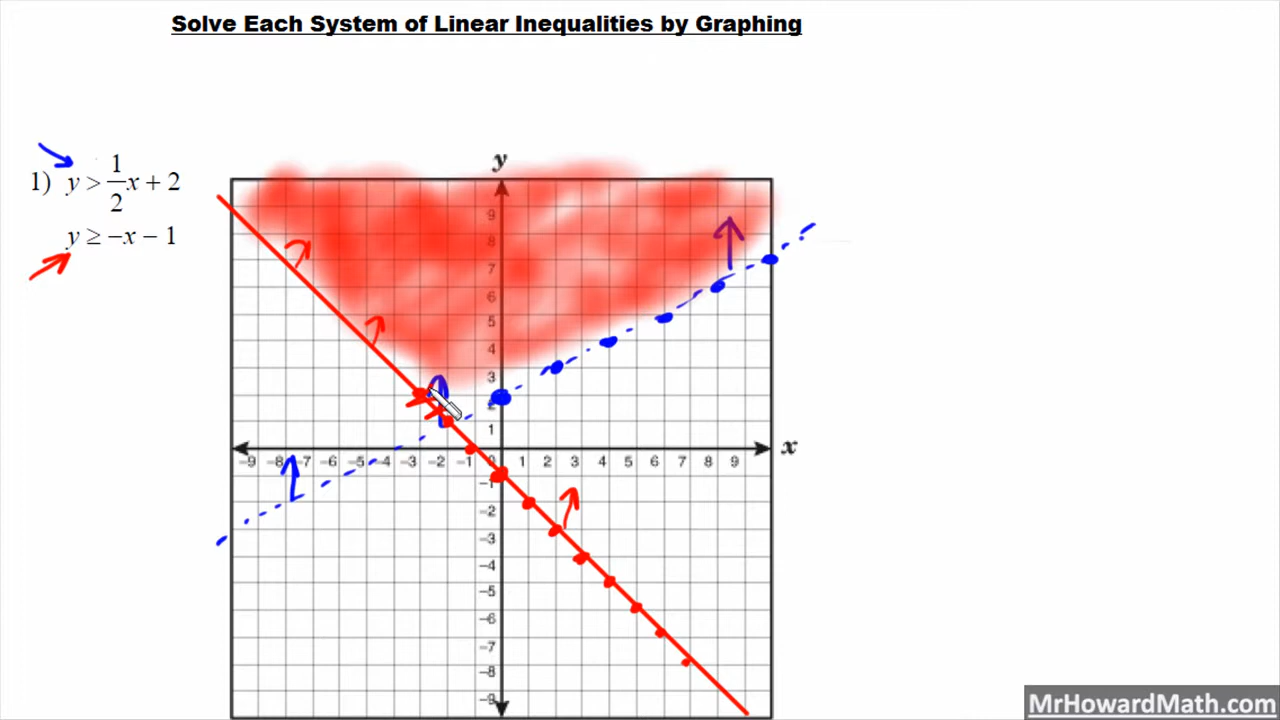 Solve Each System of Linear Inequalities by Graphing
1) y > 1/2 x + 2
y ≥ −x − 1
y
9
8
7
6
5
4
3
2
1
x
-9 -8 -7 -6 -5 -4 -3 -2 -1 0 1 2 3 4 5 6 7 8 9
-1
-2
-3
-4
-5
-6
-7
-8
-9
MrHowardMath.com